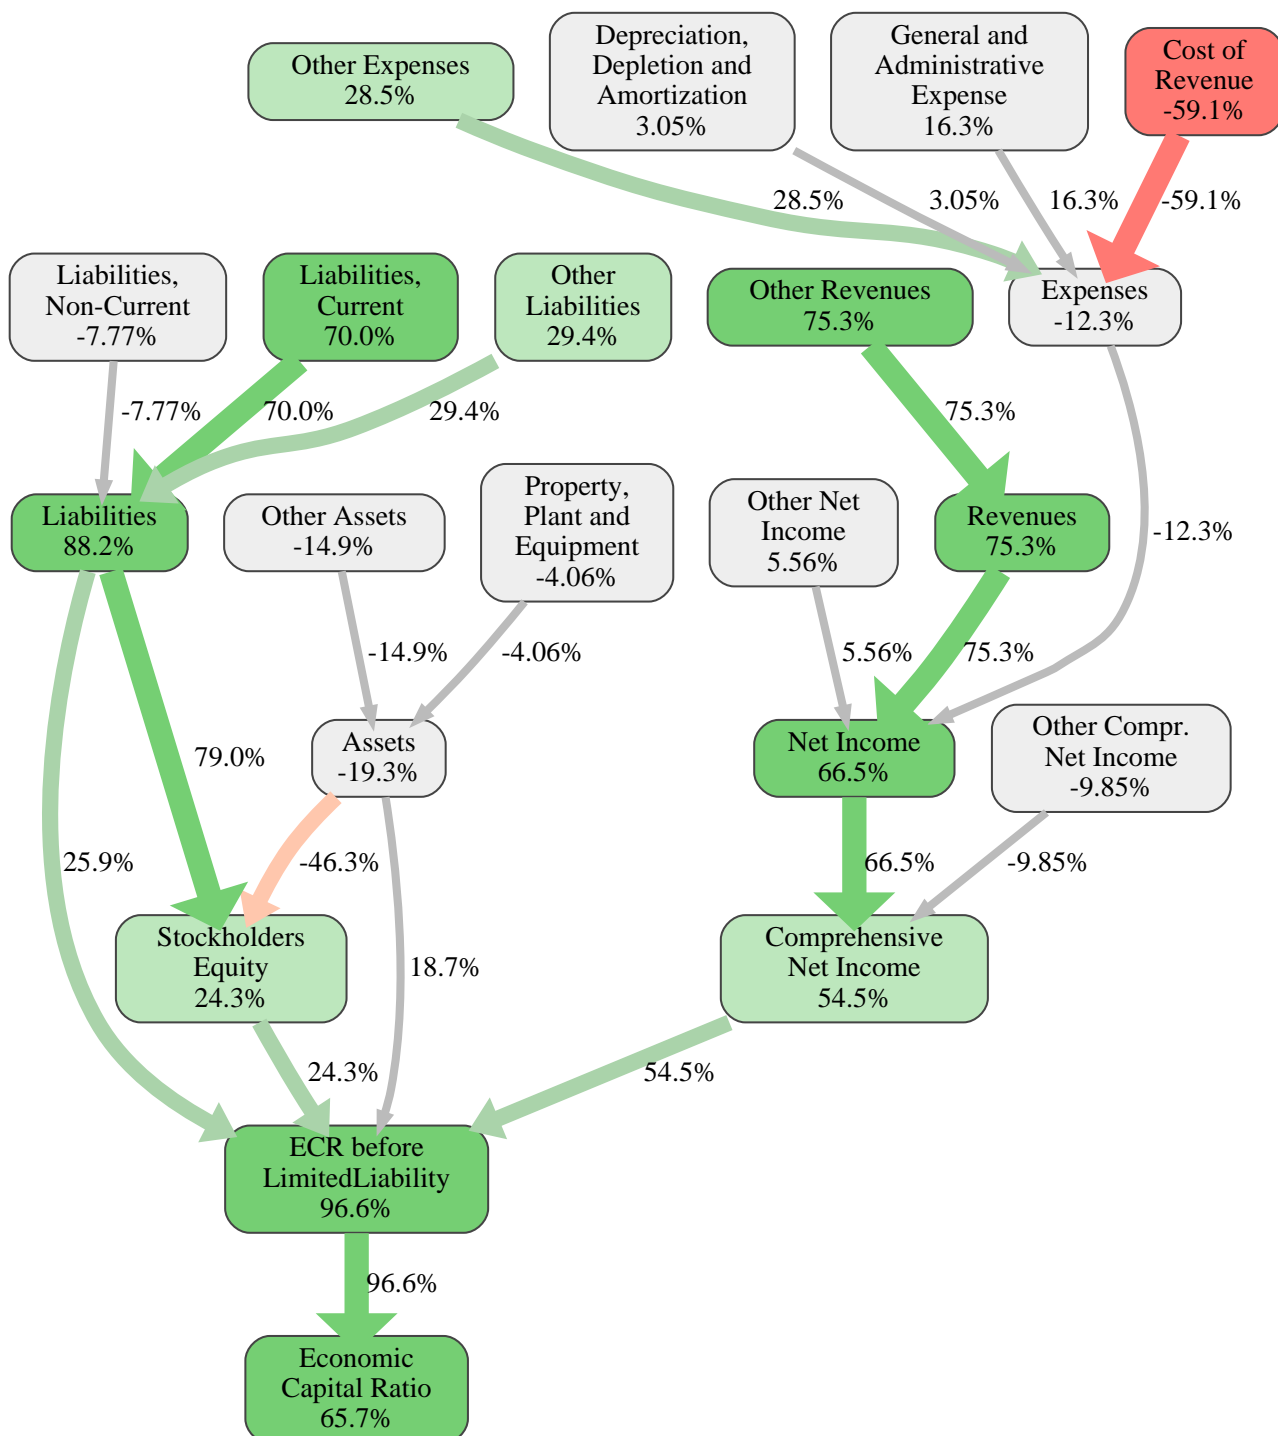 Other Expenses
28.5%
Depreciation,
Depletion and
Amortization
3.05%
General and
Administrative
Expense
16.3%
Cost of
Revenue
-59.1%
28.5%
3.05%
16.3%
-59.1%
Liabilities,
Non-Current
-7.77%
Liabilities,
Current
70.0%
Other
Liabilities
29.4%
Other Revenues
75.3%
Expenses
-12.3%
-7.77%
70.0%
29.4%
75.3%
Liabilities
88.2%
Other Assets
-14.9%
Property,
Plant and
Equipment
-4.06%
Other Net
Income
5.56%
Revenues
75.3%
-12.3%
-14.9%
-4.06%
5.56%
75.3%
Assets
-19.3%
Net Income
66.5%
Other Compr.
Net Income
-9.85%
79.0%
25.9%
-46.3%
66.5%
-9.85%
Stockholders
Equity
24.3%
18.7%
Comprehensive
Net Income
54.5%
24.3%
54.5%
ECR before
LimitedLiability
96.6%
96.6%
Economic
Capital Ratio
65.7%